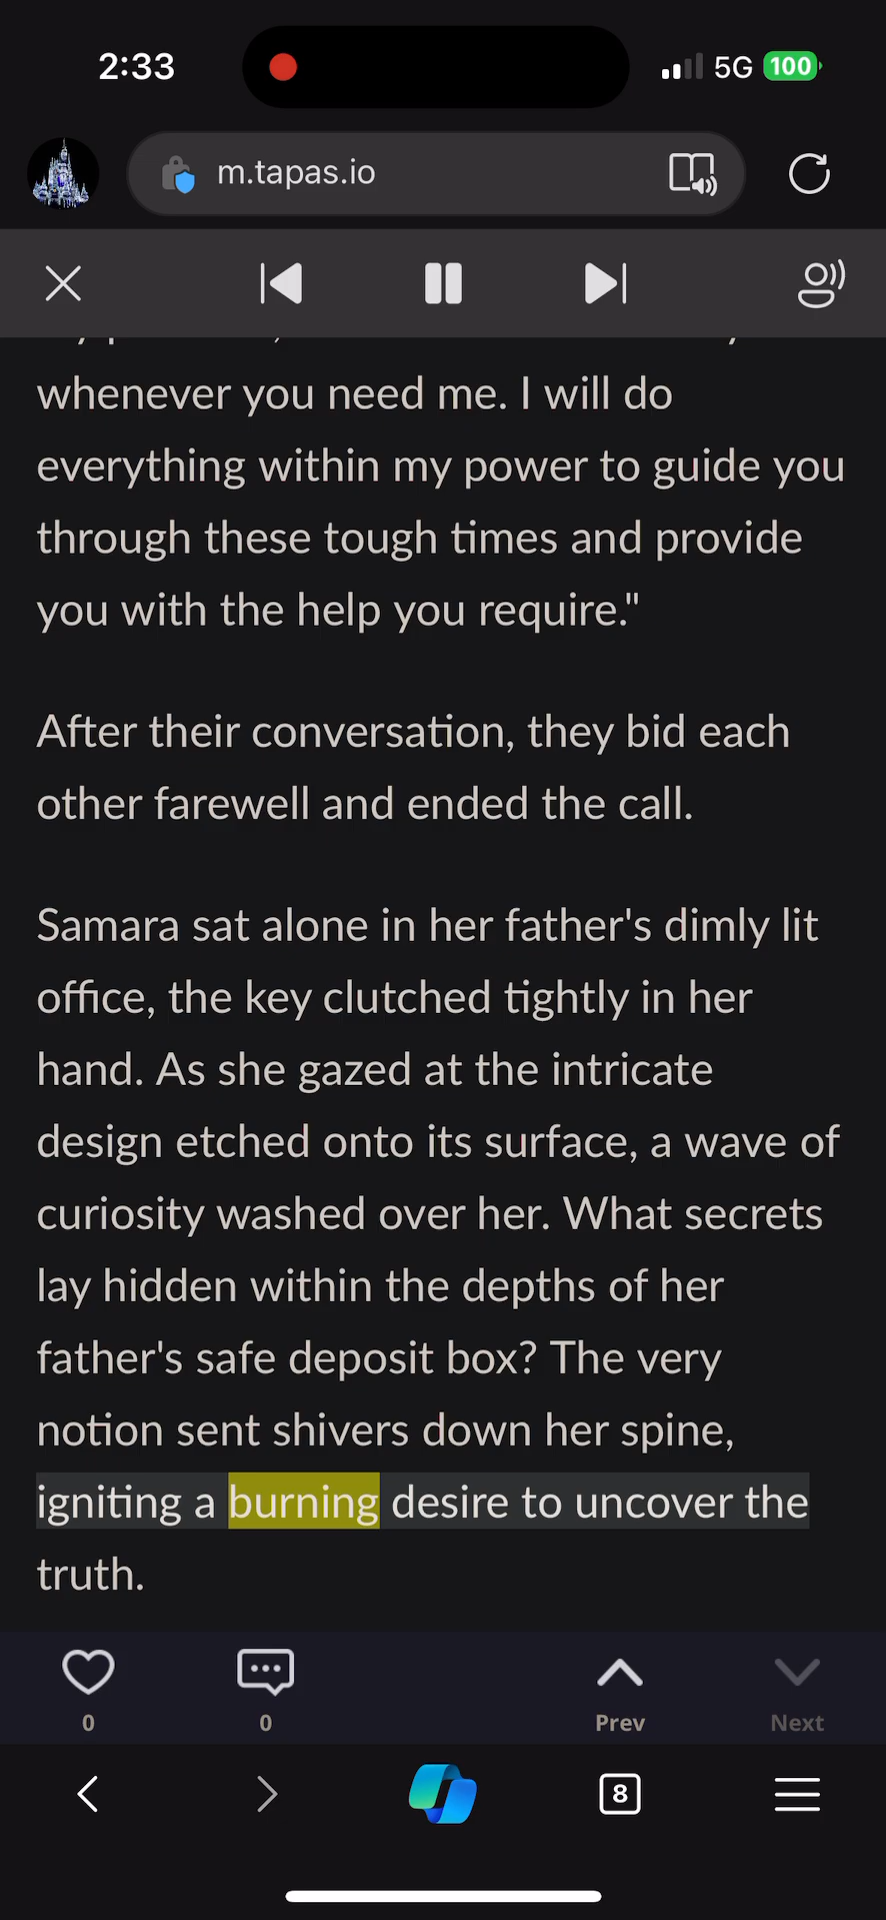 2:33
5G
100
m.tapas.io
whenever you need me. I will do
everything within my power to guide you
through these tough times and provide
you with the help you require."
After their conversation, they bid each
other farewell and ended the call.
Samara sat alone in her father's dimly lit
office, the key clutched tightly in her
hand. As she gazed at the intricate
design etched onto its surface, a wave of
curiosity washed over her. What secrets
lay hidden within the depths of her
father's safe deposit box? The very
notion sent shivers down her spine,
igniting a burning desire to uncover the
truth.
0
0
Prev
Next
8